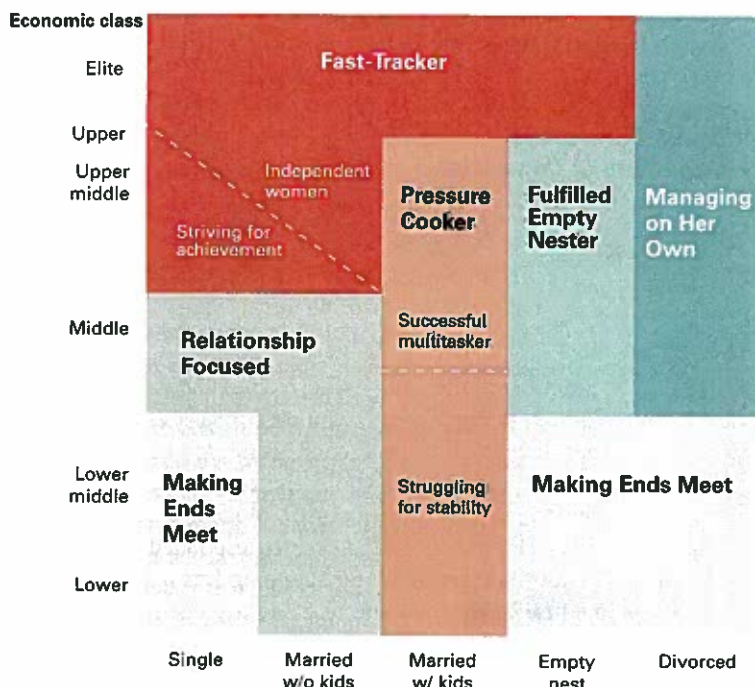 Economic class
Elite
Fast-Tracker
Upper
Upper
middle
Independent
women
Striving for
achievement
Pressure
Cooker
Fulfilled
Empty
Nester
Managing
on Her
Own
Middle
Relationship
Focused
Successful
multitasker
Lower
middle
Making
Ends
Meet
Struggling
for stability
Making Ends Meet
Lower
Single
Married
w/o kids
Married
w/ kids
Empty
nest
Divorced